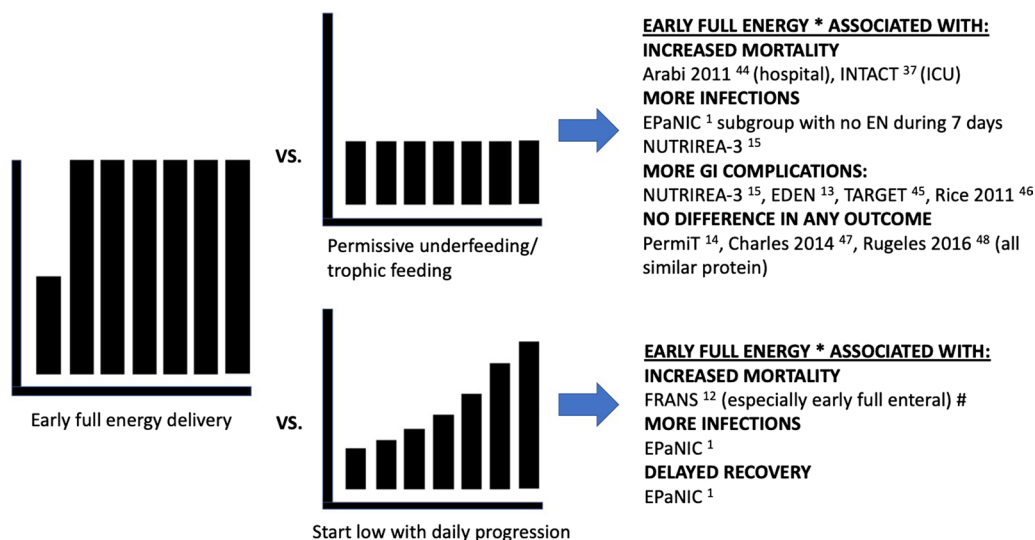 EARLY FULL ENERGY * ASSOCIATED WITH:
INCREASED MORTALITY
Arabi 2011 44 (hospital), INTACT 37 (ICU)
MORE INFECTIONS
EPaNIC 1 subgroup with no EN during 7 days
NUTRIREA-3 15
MORE GI COMPLICATIONS:
NUTRIREA-3 15, EDEN 13, TARGET 45, Rice 2011 46
NO DIFFERENCE IN ANY OUTCOME
PermiT 14, Charles 2014 47, Rugeles 2016 48 (all
similar protein)
VS.
Permissive underfeeding/
trophic feeding
Early full energy delivery
VS.
Start low with daily progression
EARLY FULL ENERGY * ASSOCIATED WITH:
INCREASED MORTALITY
FRANS 12 (especially early full enteral) #
MORE INFECTIONS
EPaNIC 1
DELAYED RECOVERY
EPaNIC 1